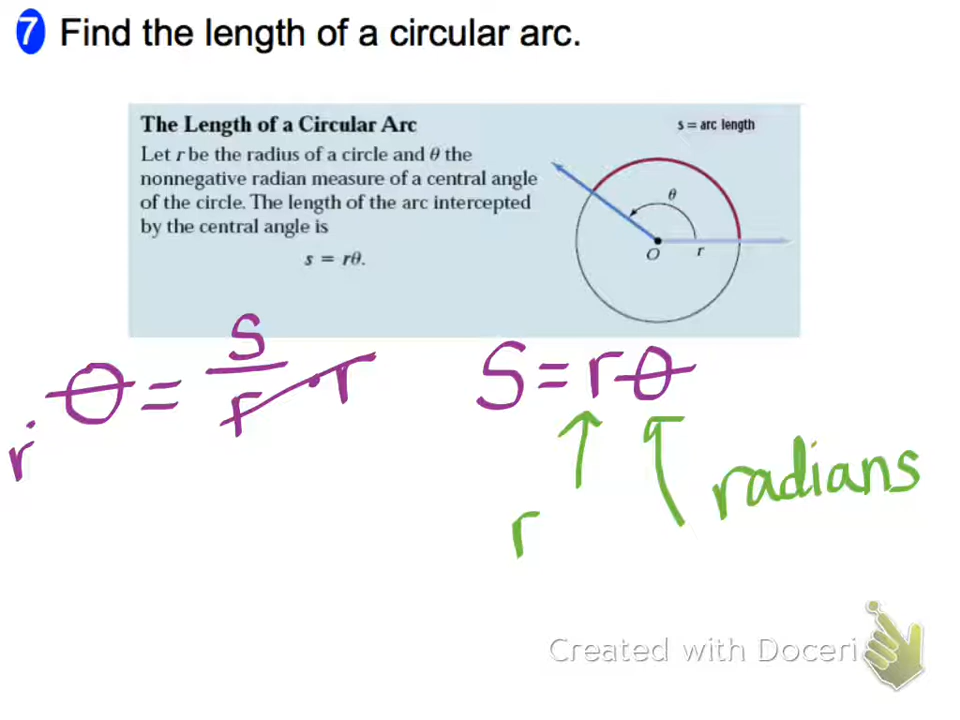 7 Find the length of a circular arc.
The Length of a Circular Arc
Let r be the radius of a circle and θ the
nonnegative radian measure of a central angle
of the circle. The length of the arc intercepted
by the central angle is
s = rθ.
s = arc length
θ
O
r
r · θ = s/r · r
S = rθ
r
radians
Created with Doceri